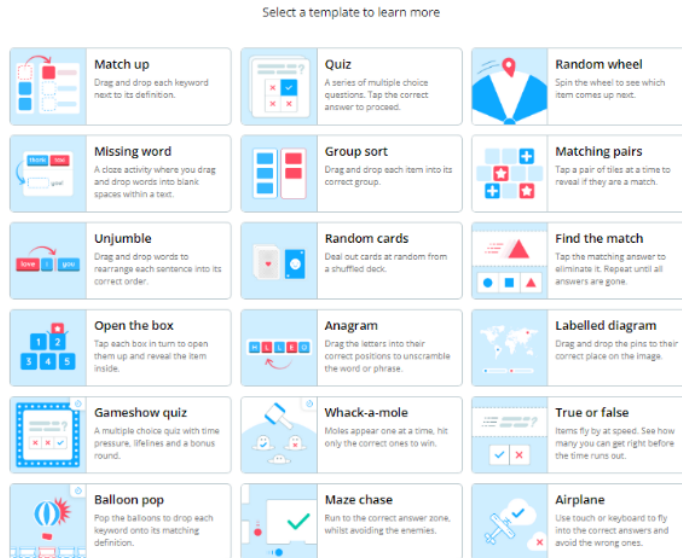 Select a template to learn more
Match up
Drag and drop each keyword
next to its definition.
Quiz
A series of multiple choice
questions. Tap the correct
answer to proceed.
Random wheel
Spin the wheel to see which
item comes up next.
Missing word
A cloze activity where you drag
and drop words into blank
spaces within a text.
THANK YOU
you!
Group sort
Drag and drop each item into its
correct group.
Matching pairs
Tap a pair of tiles at a time to
reveal if they are a match.
Unjumble
Drag and drop words to
rearrange each sentence into its
correct order.
love I you
Random cards
Deal out cards at random from
a shuffled deck.
Find the match
Tap the matching answer to
eliminate it. Repeat until all
answers are gone.
Open the box
Tap each box in turn to open
them up and reveal the item
inside.
1 2
3 4 5
Anagram
Drag the letters into their
correct positions to unscramble
the word or phrase.
H L L E O
Labelled diagram
Drag and drop the pins to their
correct place on the image.
Gameshow quiz
A multiple choice quiz with time
pressure, lifelines and a bonus
round.
Whack-a-mole
Moles appear one at a time, hit
only the correct ones to win.
True or false
Items fly by at speed. See how
many you can get right before
the time runs out.
Balloon pop
Pop the balloons to drop each
keyword onto its matching
definition.
Maze chase
Run to the correct answer zone,
whilst avoiding the enemies.
Airplane
Use touch or keyboard to fly
into the correct answers and
avoid the wrong ones.